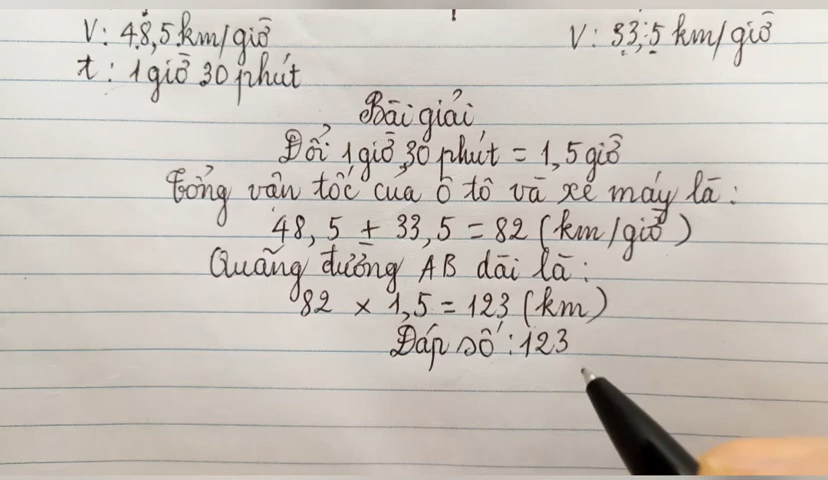 V: 48,5 km/giờ
V: 33,5 km/giờ
t: 1 giờ 30 phút
Bài giải
Đổi 1 giờ 30 phút = 1,5 giờ
Tổng vận tốc của ô tô và xe máy là:
48,5 + 33,5 = 82 (km/giờ)
Quãng đường AB dài là:
82 x 1,5 = 123 (km)
Đáp số: 123